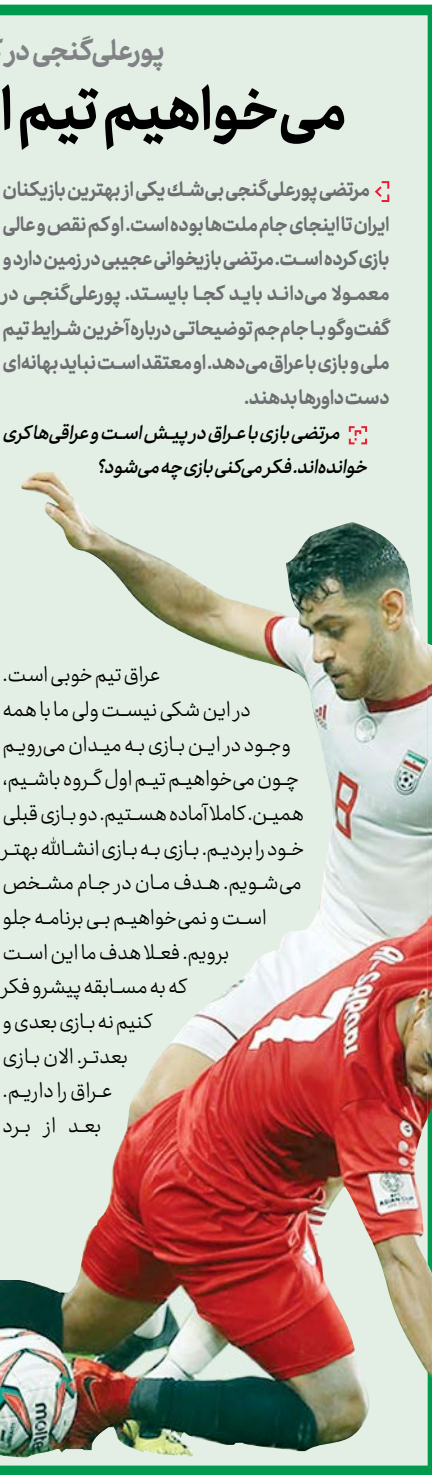 پورعلی‌گنجی در
می‌خواهیم تیم
مرتضی پورعلی‌گنجی بی‌شك یکی از بهترین بازیکنان
ایران تا اینجای جام ملت‌ها بوده است. او کم نقص و عالی
بازی کرده است. مرتضی بازیخوانی عجیبی در زمین دارد و
معمولا می‌داند باید کجا بایستد. پورعلی‌گنجی در
گفت‌وگو با جام‌جم توضیحاتی درباره آخرین شرایط تیم
ملی و بازی با عراق می‌دهد. او معتقد است نباید بهانه‌ای
دست داورها بدهند.
مرتضی بازی با عراق در پیش است و عراقی‌ها کری
خوانده‌اند. فکر می‌کنی بازی چه می‌شود؟
عراق تیم خوبی است.
در این شکی نیست ولی ما با همه
وجود در این بازی به میدان می‌رویم
چون می‌خواهیم تیم اول گروه باشیم،
همین. کاملا آماده هستیم. دو بازی قبلی
خود را بردیم. بازی به بازی انشالله بهتر
می‌شویم. هدف مان در جام مشخص
است و نمی‌خواهیم بی برنامه جلو
برویم. فعلا هدف ما این است
که به مسابقه پیشرو فکر
کنیم نه بازی بعدی و
بعدتر. الان بازی
عراق را داریم.
بعد از برد
8
AL-SARORI
7
ASIAN CUP
molte